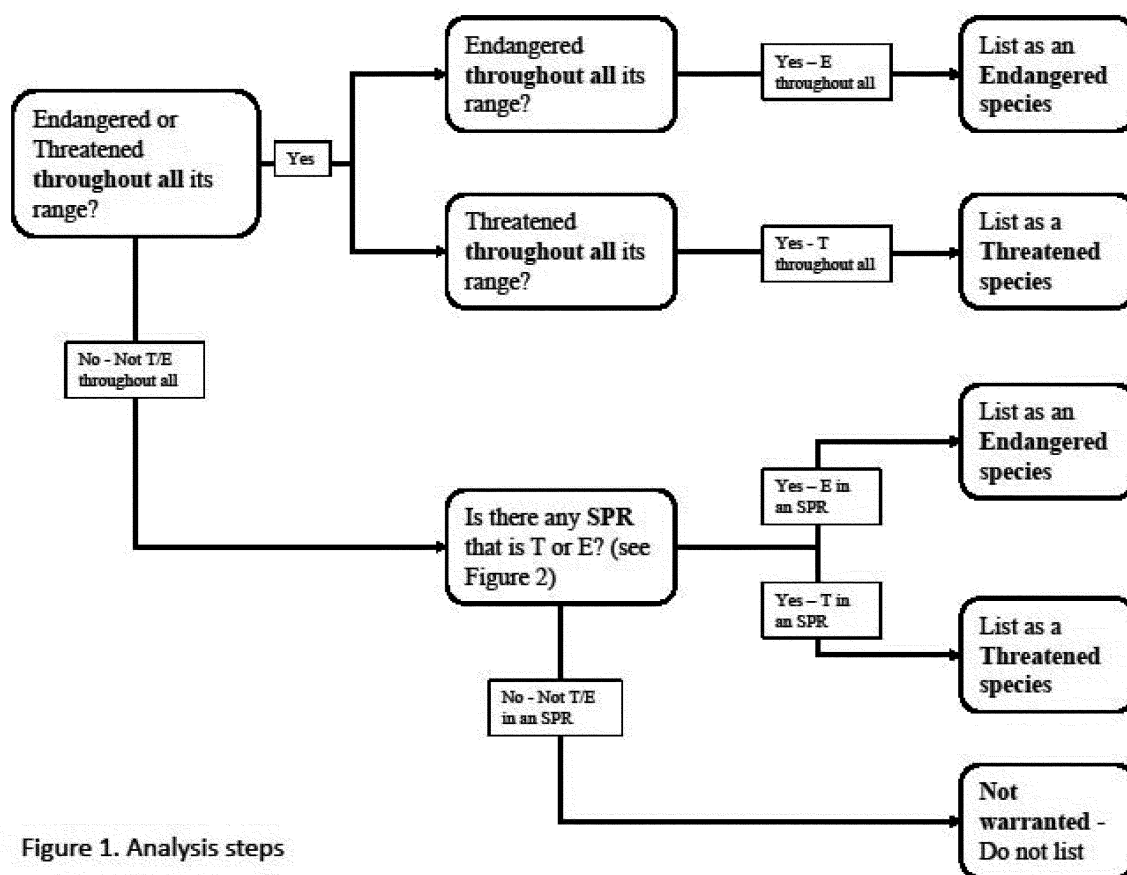 Endangered or
Threatened
throughout all its
range?
Yes
Endangered
throughout all its
range?
Yes – E
throughout all
List as an
Endangered
species
Threatened
throughout all its
range?
Yes - T
throughout all
List as a
Threatened
species
No - Not T/E
throughout all
Is there any SPR
that is T or E? (see
Figure 2)
Yes – E in
an SPR
List as an
Endangered
species
Yes – T in
an SPR
List as a
Threatened
species
No - Not T/E
in an SPR
Not
warranted -
Do not list
Figure 1. Analysis steps